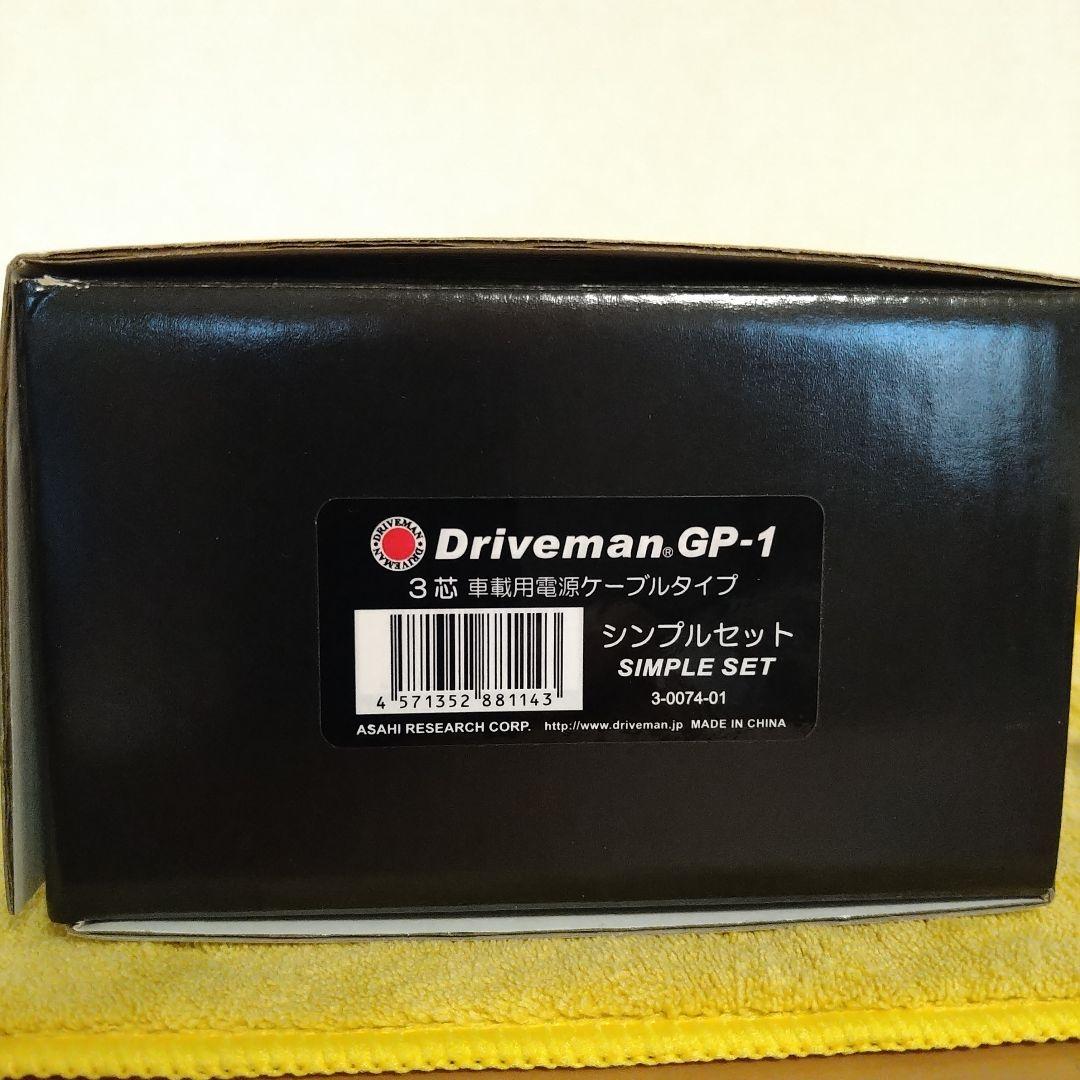 DRIVEMAN・DRIVEMAN・
Driveman® GP-1
3芯 車載用電源ケーブルタイプ
シンプルセット
SIMPLE SET
3-0074-01
4 571352 881143
ASAHI RESEARCH CORP. http://www.driveman.jp MADE IN CHINA